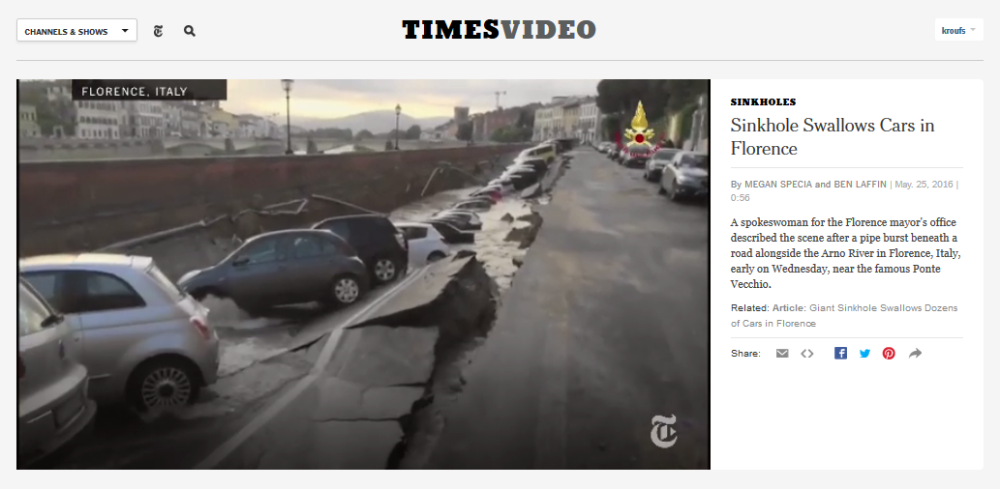 CHANNELS & SHOWS
TIMESVIDEO
kroufs
FLORENCE, ITALY
SINKHOLES
Sinkhole Swallows Cars in
Florence
By MEGAN SPECIA and BEN LAFFIN | May. 25, 2016 |
0:56
A spokeswoman for the Florence mayor's office
described the scene after a pipe burst beneath a
road alongside the Arno River in Florence, Italy,
early on Wednesday, near the famous Ponte
Vecchio.
Related: Article: Giant Sinkhole Swallows Dozens
of Cars in Florence
Share: